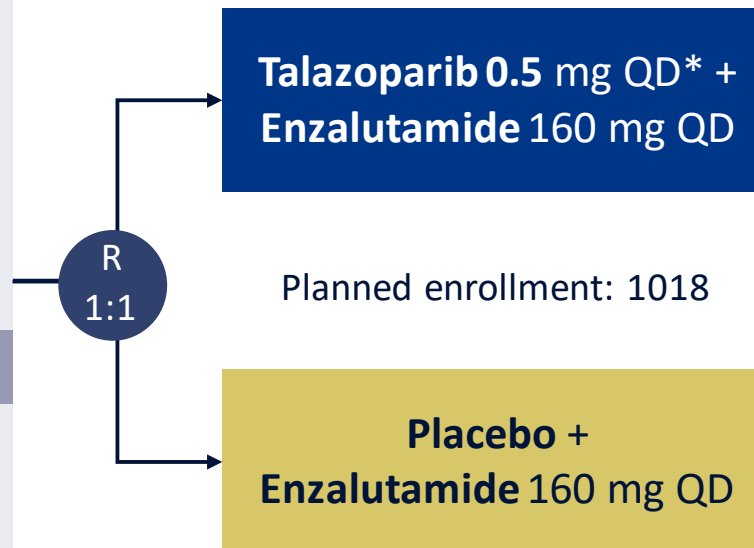 Talazoparib 0.5 mg QD* +
Enzalutamide 160 mg QD
R
1:1
Planned enrollment: 1018
Placebo +
Enzalutamide 160 mg QD